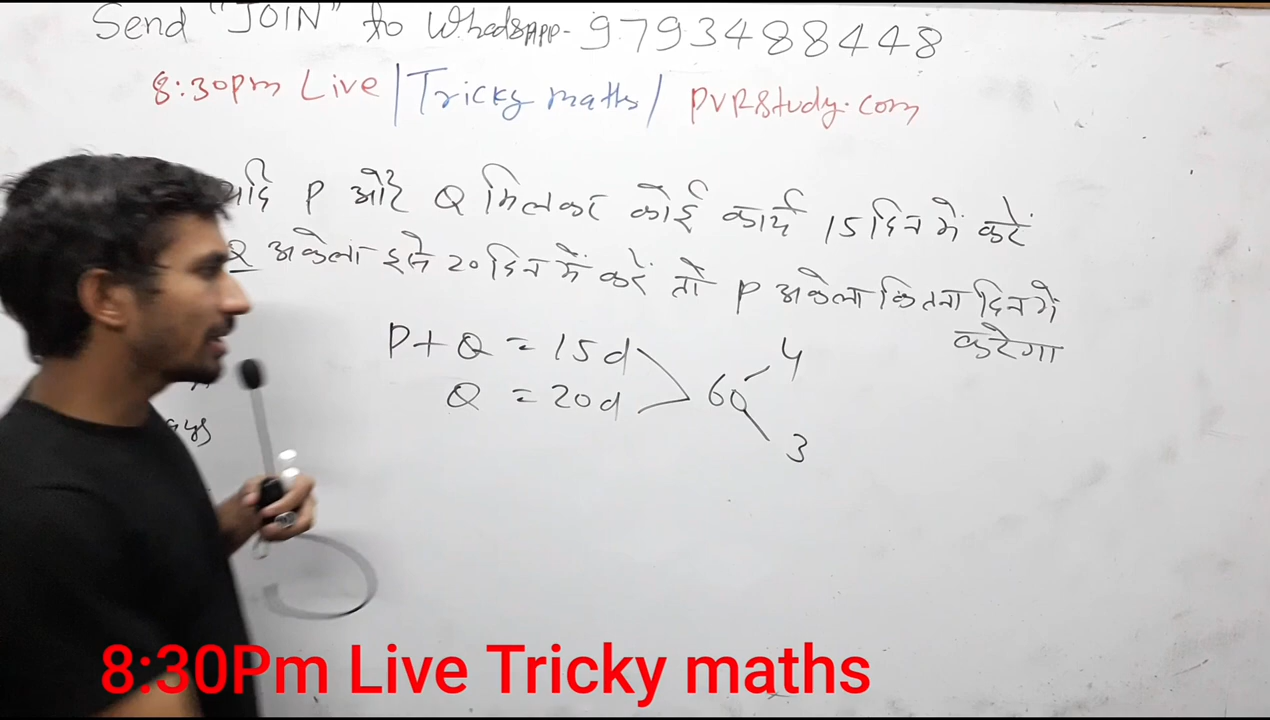 Send "JOIN" to WhatsApp- 9793488448
8:30pm Live | Tricky maths | PVRStudy.com
यदि P और Q मिलकर कोई कार्य 15 दिन में करें
Q अकेला इसे 20 दिन में करें तो P अकेला कितना दिन में
करेगा
P + Q = 15d
Q = 20d
60
4
3
8:30Pm Live Tricky maths